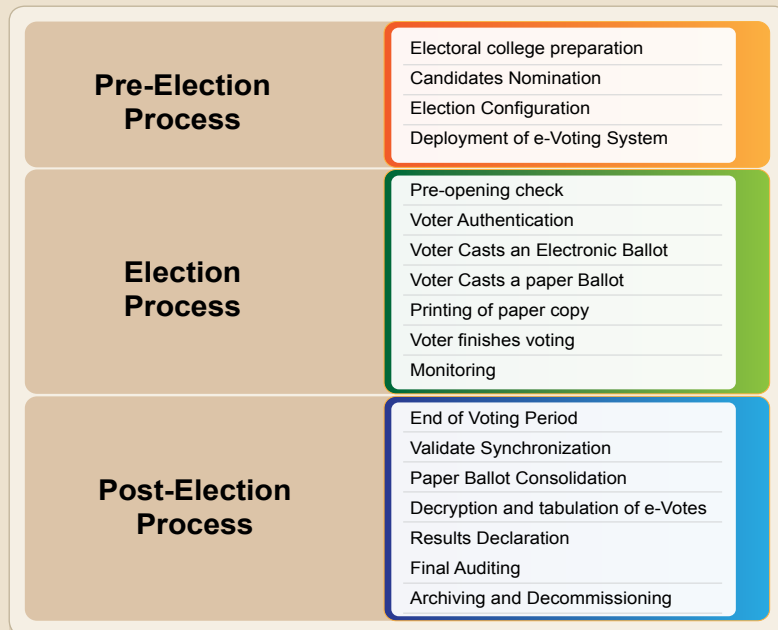 Pre-Election
Process
Electoral college preparation
Candidates Nomination
Election Configuration
Deployment of e-Voting System
Election
Process
Pre-opening check
Voter Authentication
Voter Casts an Electronic Ballot
Voter Casts a paper Ballot
Printing of paper copy
Voter finishes voting
Monitoring
Post-Election
Process
End of Voting Period
Validate Synchronization
Paper Ballot Consolidation
Decryption and tabulation of e-Votes
Results Declaration
Final Auditing
Archiving and Decommissioning